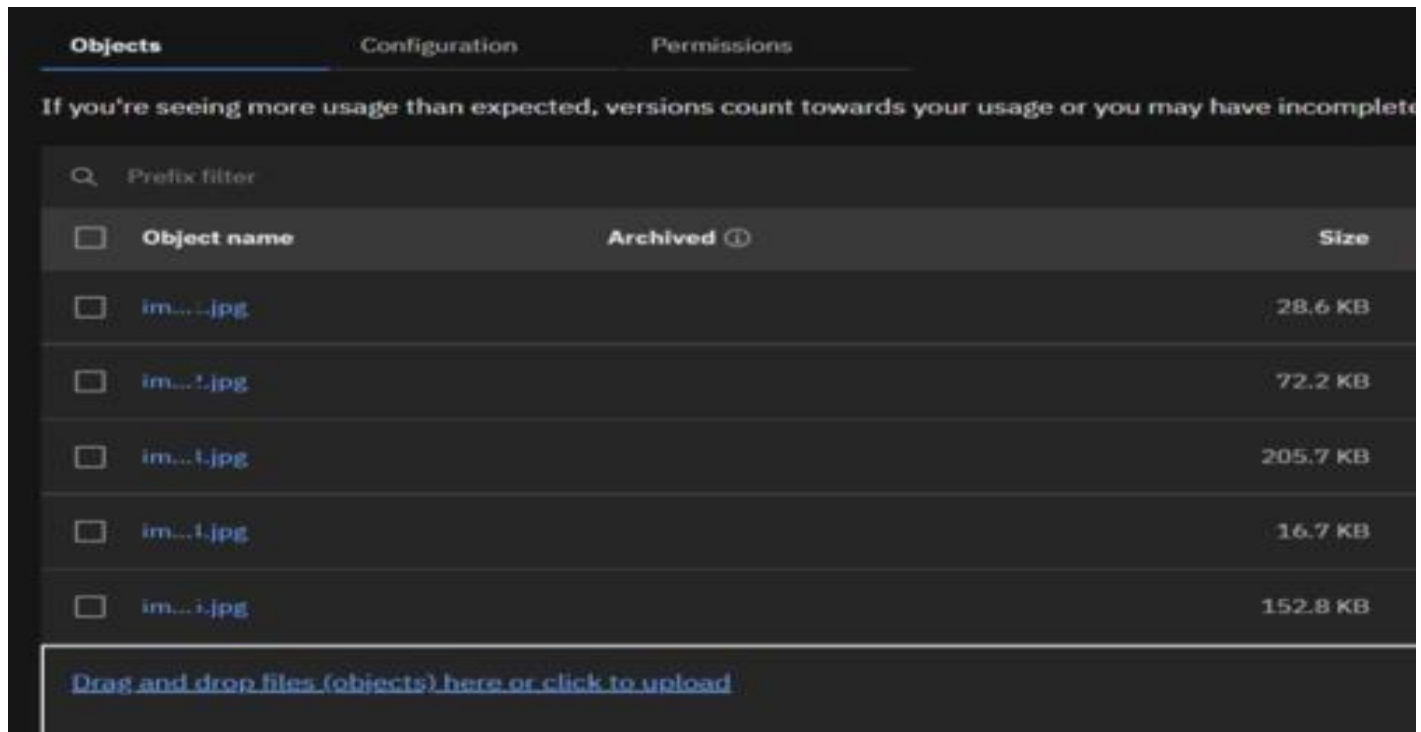 Objects Configuration Permissions
If you're seeing more usage than expected, versions count towards your usage or you may have incomplete
Prefix filter
Object name Archived Size
28.6 KB
72.2 KB
205.7 KB
16.7 KB
152.8 KB
Drag and drop files (objects) here or click to upload